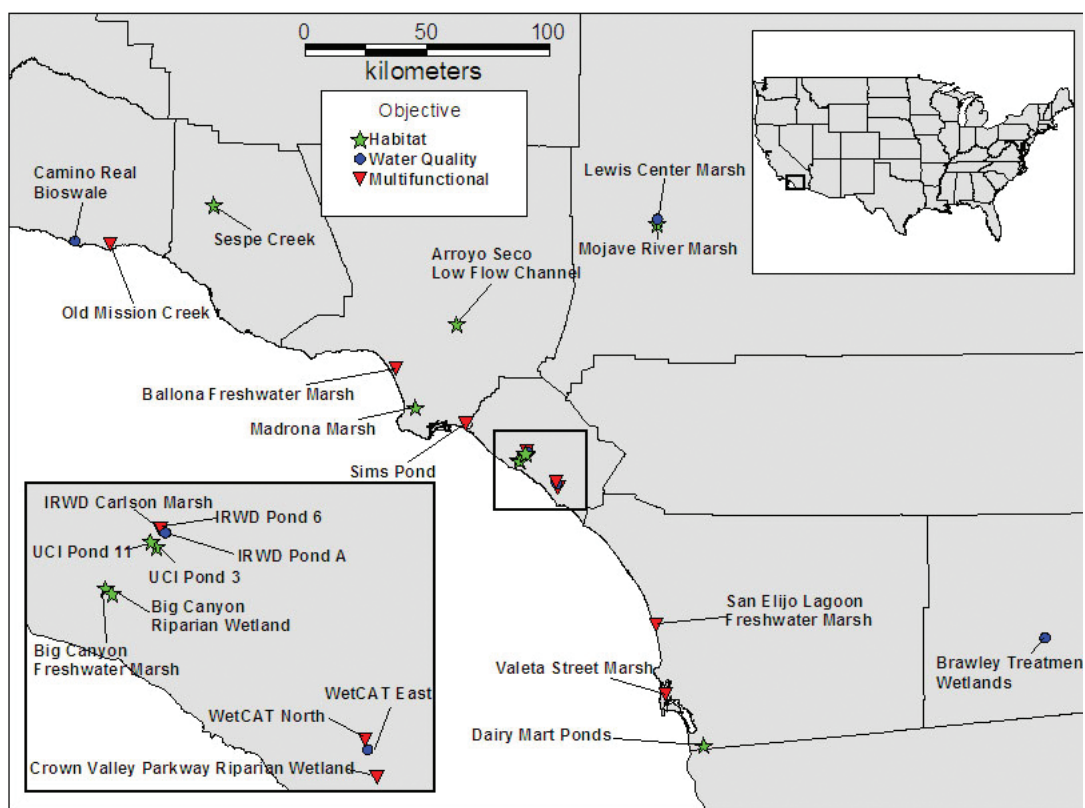 0 50 100
kilometers
Objective
Habitat
Water Quality
Multifunctional
Camino Real
Bioswale
Sespe Creek
Old Mission Creek
Lewis Center Marsh
Mojave River Marsh
Arroyo Seco
Low Flow Channel
Ballona Freshwater Marsh
Madrona Marsh
Sims Pond
IRWD Carlson Marsh
IRWD Pond 6
UCI Pond 11
IRWD Pond A
UCI Pond 3
Big Canyon
Riparian Wetland
Big Canyon
Freshwater Marsh
WetCAT East
WetCAT North
Crown Valley Parkway Riparian Wetland
San Elijo Lagoon
Freshwater Marsh
Valeta Street Marsh
Brawley Treatment
Wetlands
Dairy Mart Ponds